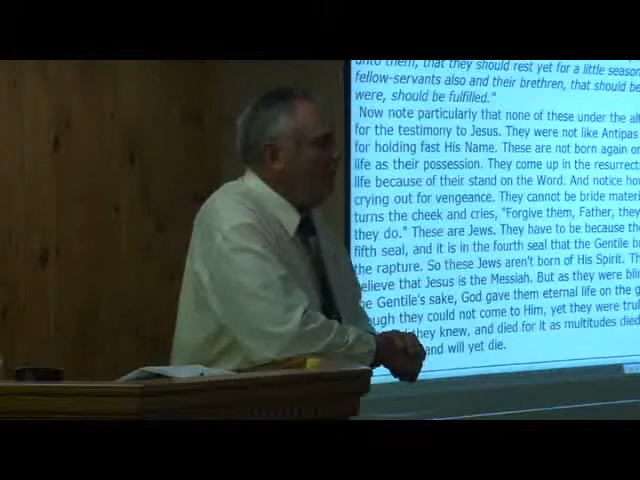 unto them, that they should rest yet for a little season
fellow-servants also and their brethren, that should be
were, should be fulfilled."
Now note particularly that none of these under the alt
for the testimony to Jesus. They were not like Antipas
for holding fast His Name. These are not born again o
life as their possession. They come up in the resurrect
life because of their stand on the Word. And notice how
crying out for vengeance. They cannot be bride materi
turns the cheek and cries, "Forgive them, Father, they
they do." These are Jews. They have to be because the
fifth seal, and it is in the fourth seal that the Gentile br
the rapture. So these Jews aren't born of His Spirit. Th
believe that Jesus is the Messiah. But as they were blin
the Gentile's sake, God gave them eternal life on the g
though they could not come to Him, yet they were tru
they knew, and died for it as multitudes died
and will yet die.